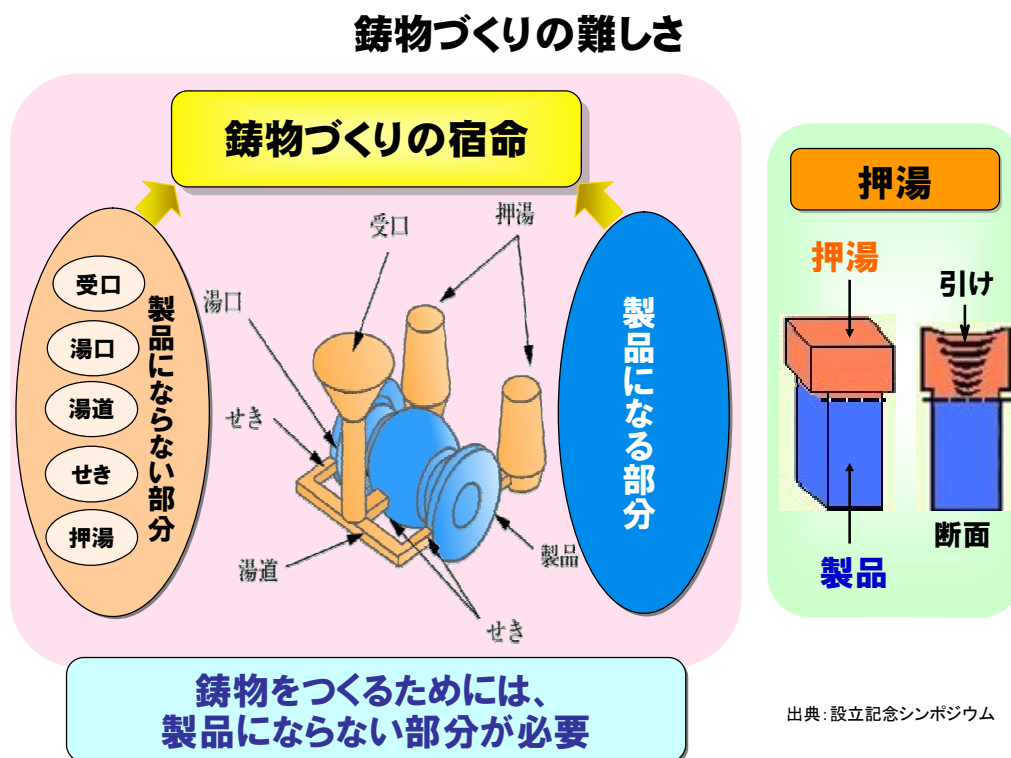 鋳物づくりの難しさ
鋳物づくりの宿命
受口
湯口
湯道
せき
押湯
製品にならない部分
受口
押湯
湯口
せき
湯道
製品
せき
製品になる部分
鋳物をつくるためには、
製品にならない部分が必要
押湯
押湯
引け
製品
断面
出典:設立記念シンポジウム